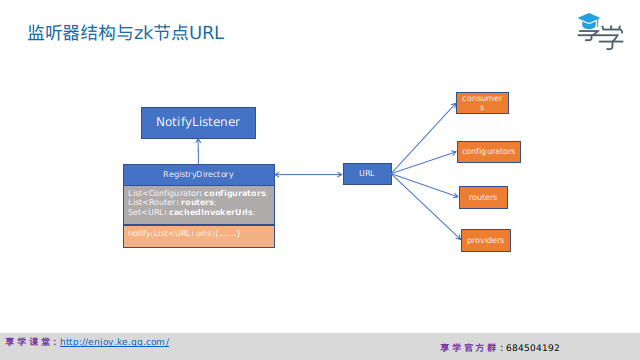 监听器结构与zk节点URL
享学
NotifyListener
RegistryDirectory
List<Configurator> configurators;
List<Router> routers;
Set<URL> cachedInvokerUrls;
notify(List<URL> urls){.......}
URL
consumer
s
configurators
routers
providers
享学课堂：http://enjoy.ke.qq.com/
享学官方群：684504192